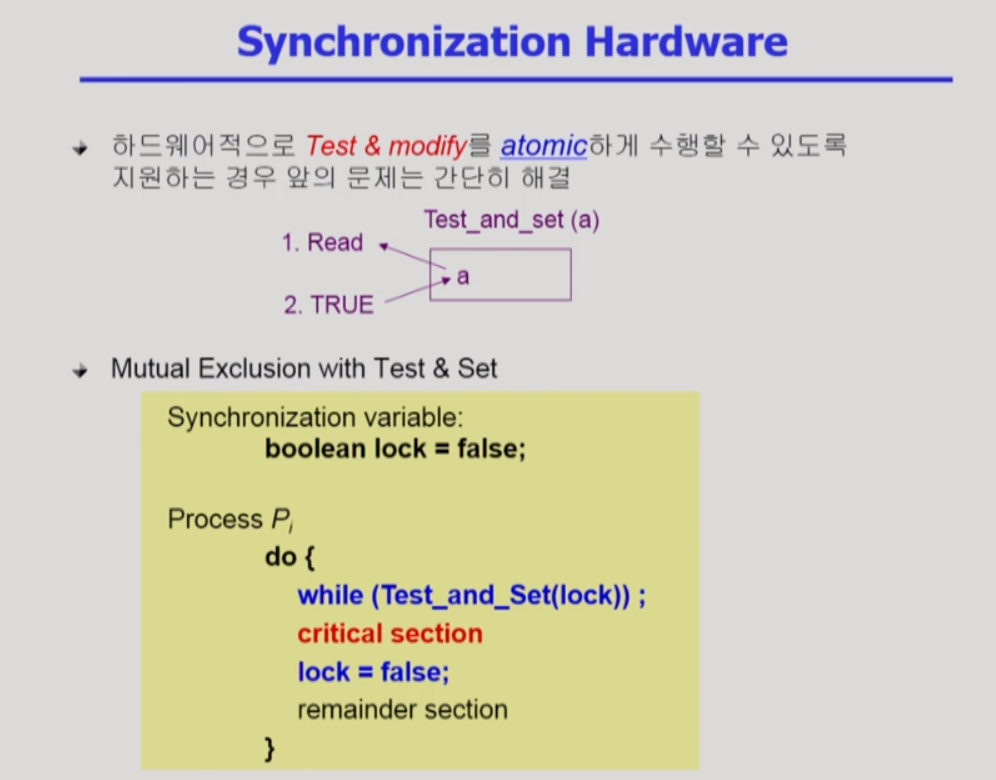 Synchronization Hardware
하드웨어적으로 Test & modify를 atomic하게 수행할 수 있도록
지원하는 경우 앞의 문제는 간단히 해결
Test_and_set (a)
1. Read
a
2. TRUE
Mutual Exclusion with Test & Set
Synchronization variable:
boolean lock = false;
Process Pi
do {
while (Test_and_Set(lock)) ;
critical section
lock = false;
remainder section
}